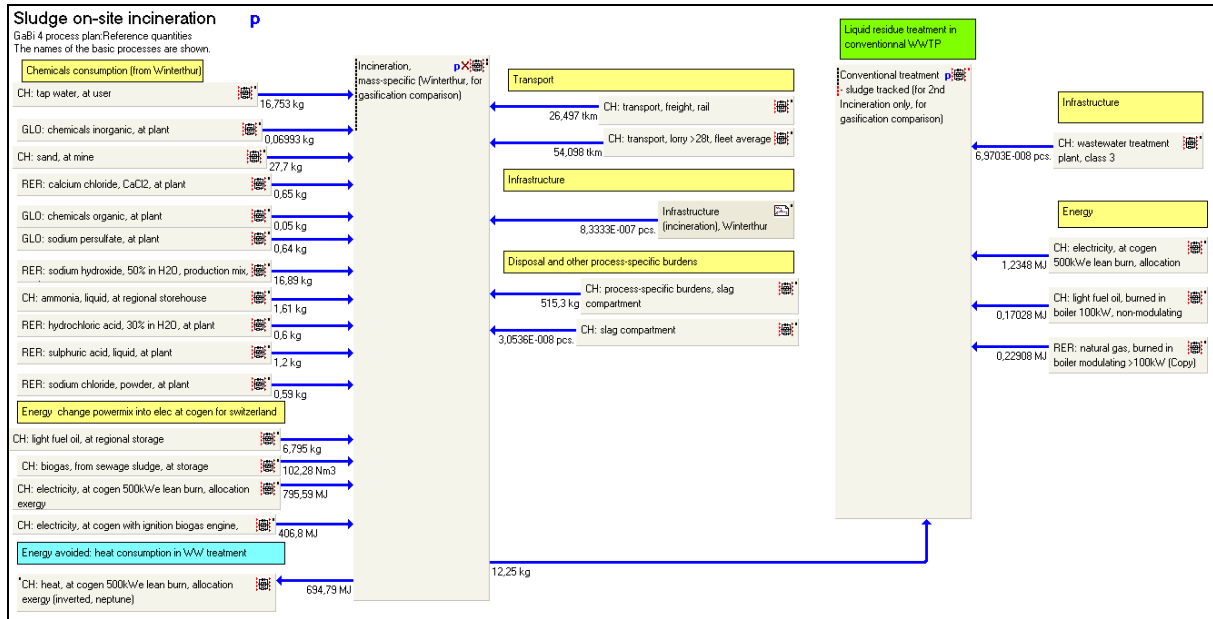 Sludge on-site incineration p
GaBi 4 process plan:Reference quantities
The names of the basic processes are shown.
Chemicals consumption (from Winterthur)
CH: tap water, at user
16,753 kg
GLO: chemicals inorganic, at plant
0,06993 kg
CH: sand, at mine
27,7 kg
RER: calcium chloride, CaCl2, at plant
0,65 kg
GLO: chemicals organic, at plant
0,05 kg
GLO: sodium persulfate, at plant
0,64 kg
RER: sodium hydroxide, 50% in H2O, production mix,
16,89 kg
CH: ammonia, liquid, at regional storehouse
1,61 kg
RER: hydrochloric acid, 30% in H2O, at plant
0,6 kg
RER: sulphuric acid, liquid, at plant
1,2 kg
RER: sodium chloride, powder, at plant
0,59 kg
Energy change powermix into elec at cogen for switzerland
CH: light fuel oil, at regional storage
6,795 kg
CH: biogas, from sewage sludge, at storage
102,28 Nm3
CH: electricity, at cogen 500kWe lean burn, allocation
exergy
795,59 MJ
CH: electricity, at cogen with ignition biogas engine,
406,8 MJ
Energy avoided: heat consumption in WW treatment
CH: heat, at cogen 500kWe lean burn, allocation
exergy (inverted, neptune)
694,79 MJ
Incineration, pX
mass-specific (Winterthur, for
gasification comparison)
Transport
CH: transport, freight, rail
26,497 tkm
CH: transport, lorry >28t, fleet average
54,098 tkm
Infrastructure
Infrastructure
(incineration), Winterthur
8,3333E-007 pcs.
Disposal and other process-specific burdens
CH: process-specific burdens, slag
compartment
515,3 kg
CH: slag compartment
3,0536E-008 pcs.
12,25 kg
Liquid residue treatment in
conventionnal WWTP
Conventional treatment p
- sludge tracked (for 2nd
Incineration only, for
gasification comparison)
Infrastructure
CH: wastewater treatment
plant, class 3
6,9703E-008 pcs.
Energy
CH: electricity, at cogen
500kWe lean burn, allocation
1,2348 MJ
CH: light fuel oil, burned in
boiler 100kW, non-modulating
0,17028 MJ
RER: natural gas, burned in
boiler modulating >100kW (Copy)
0,22908 MJ